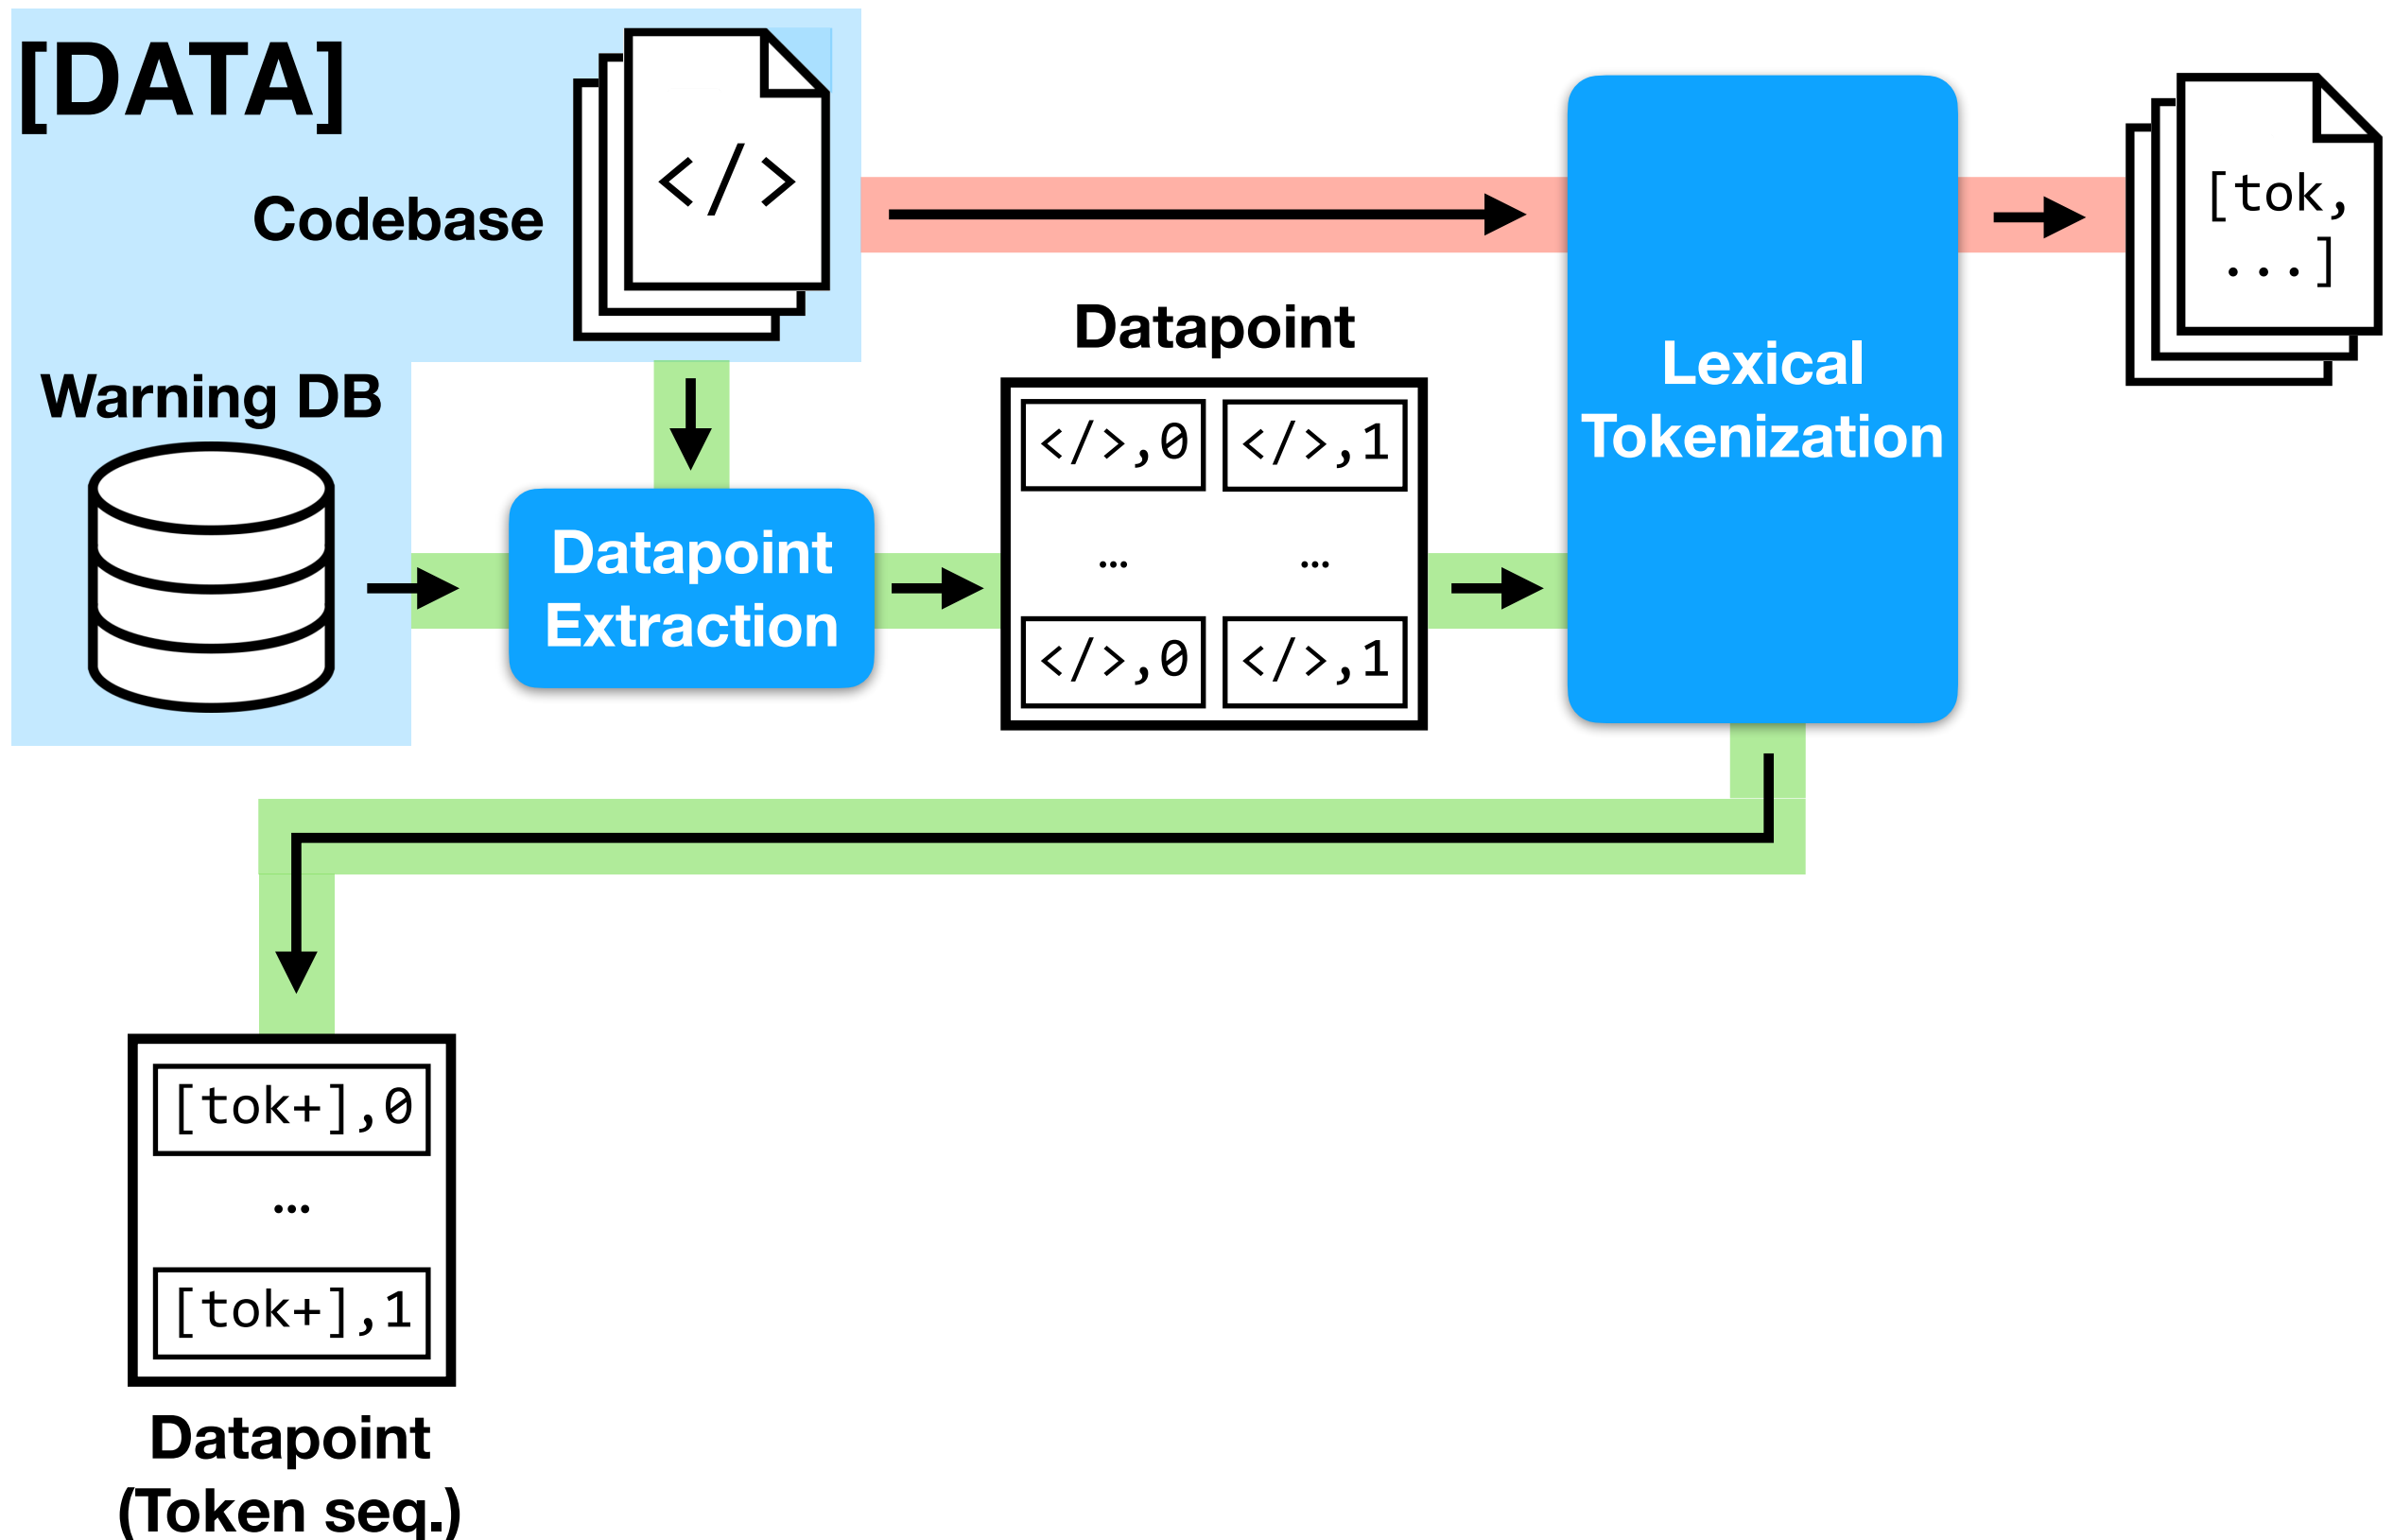 [DATA]
Codebase
</>
Warning DB
Datapoint
Extraction
Datapoint
</>,0 </>,1
... ...
</>,0 </>,1
Lexical
Tokenization
[tok,
...]
[tok+],0
...
[tok+],1
Datapoint
(Token seq.)